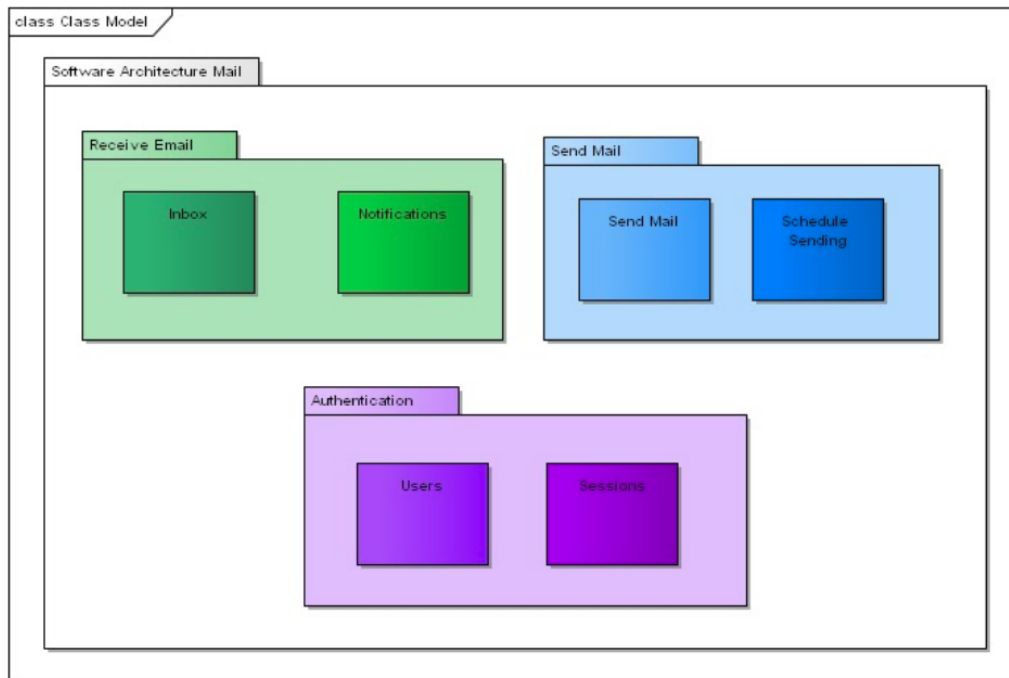 class Class Model
Software Architecture Mail
Receive Email
Inbox
Notifications
Send Mail
Send Mail
Schedule
Sending
Authentication
Users
Sessions